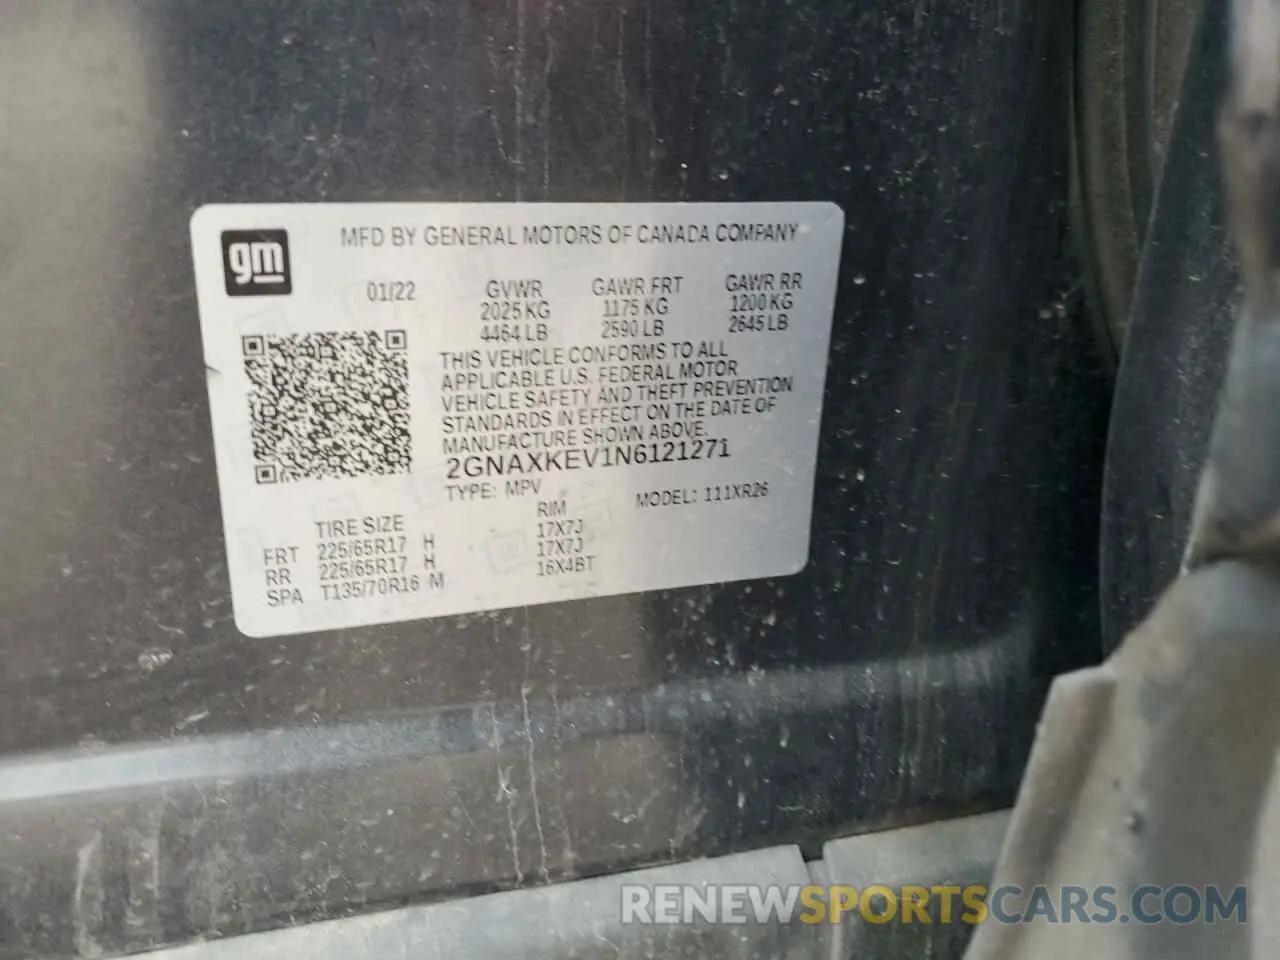 gm
MFD BY GENERAL MOTORS OF CANADA COMPANY
01/22 GVWR GAWR FRT GAWR RR
2025 KG 1175 KG 1200 KG
4464 LB 2590 LB 2645 LB
THIS VEHICLE CONFORMS TO ALL
APPLICABLE U.S. FEDERAL MOTOR
VEHICLE SAFETY AND THEFT PREVENTION
STANDARDS IN EFFECT ON THE DATE OF
MANUFACTURE SHOWN ABOVE.
2GNAXKEV1N6121271
TYPE: MPV MODEL: 111XR26
TIRE SIZE RIM
FRT 225/65R17 H 17X7J
RR 225/65R17 H 17X7J
SPA T135/70R16 M 16X4BT
RENEWSPORTSCARS.COM